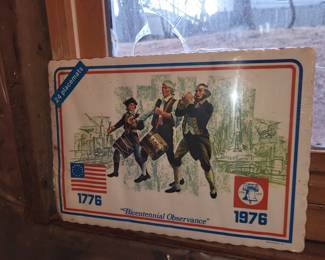 24 placemats
1776
1976
"Bicentennial Observance"